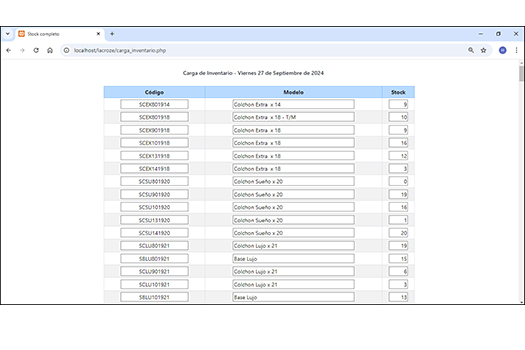 Stock completo
localhost/lacroze/carga_inventario.php
Carga de Inventario - Viernes 27 de Septiembre de 2024
Código Modelo Stock
SCEX801914 Colchon Extra x 14 9
SCEX801918 Colchon Extra x 18 - T/M 10
SCEX901918 Colchon Extra x 18 9
SCEX101918 Colchon Extra x 18 16
SCEX131918 Colchon Extra x 18 12
SCEX141918 Colchon Extra x 18 3
SCSU801920 Colchon Sueño x 20 0
SCSU901920 Colchon Sueño x 20 19
SCSU101920 Colchon Sueño x 20 16
SCSU131920 Colchon Sueño x 20 1
SCSU141920 Colchon Sueño x 20 20
SCLU801921 Colchon Lujo x 21 19
SBLU801921 Base Lujo 15
SCLU901921 Colchon Lujo x 21 6
SCLU101921 Colchon Lujo x 21 3
SBLU101921 Base Lujo 13